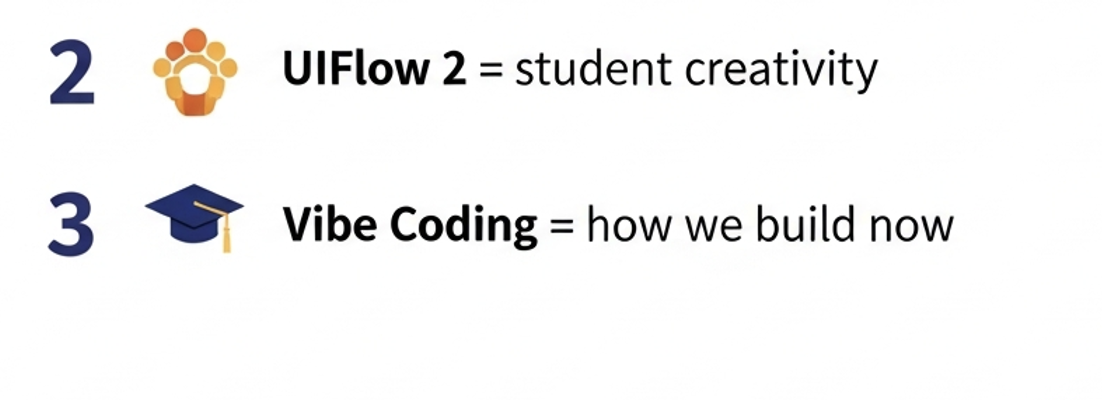 2 UIFlow 2 = student creativity
3 Vibe Coding = how we build now